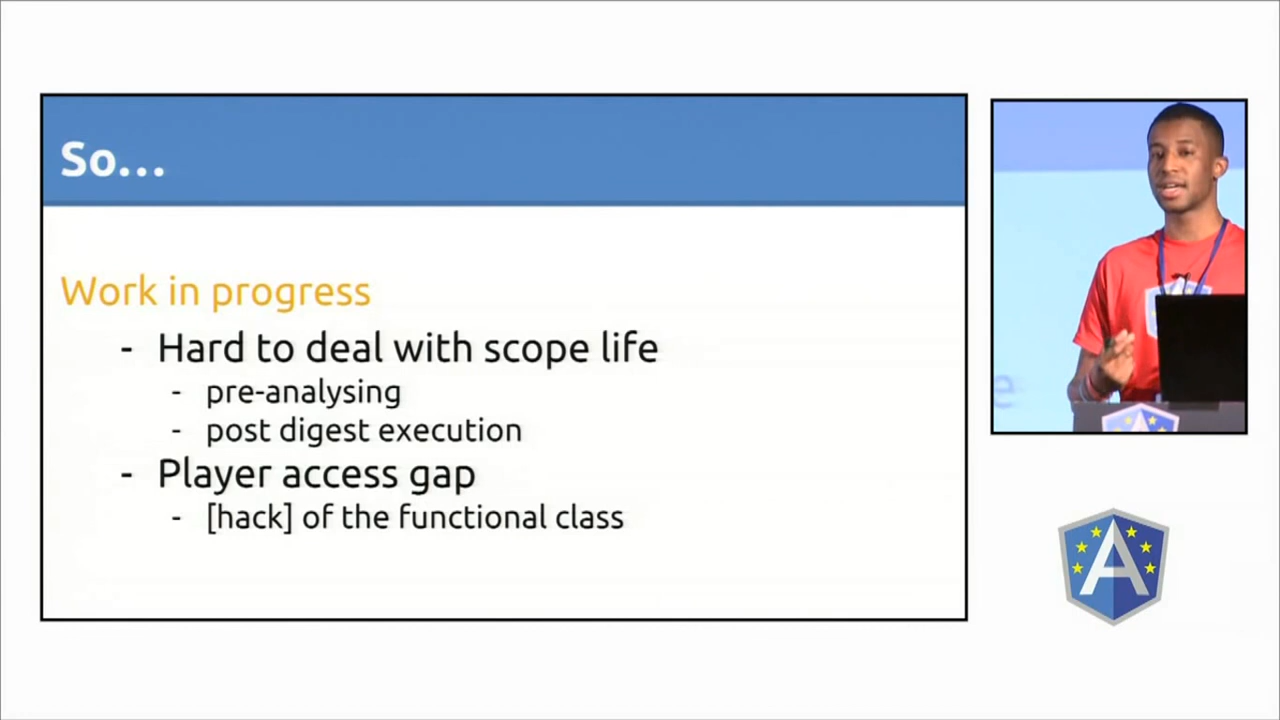 So...
Work in progress
- Hard to deal with scope life
- pre-analysing
- post digest execution
- Player access gap
- [hack] of the functional class
e
A